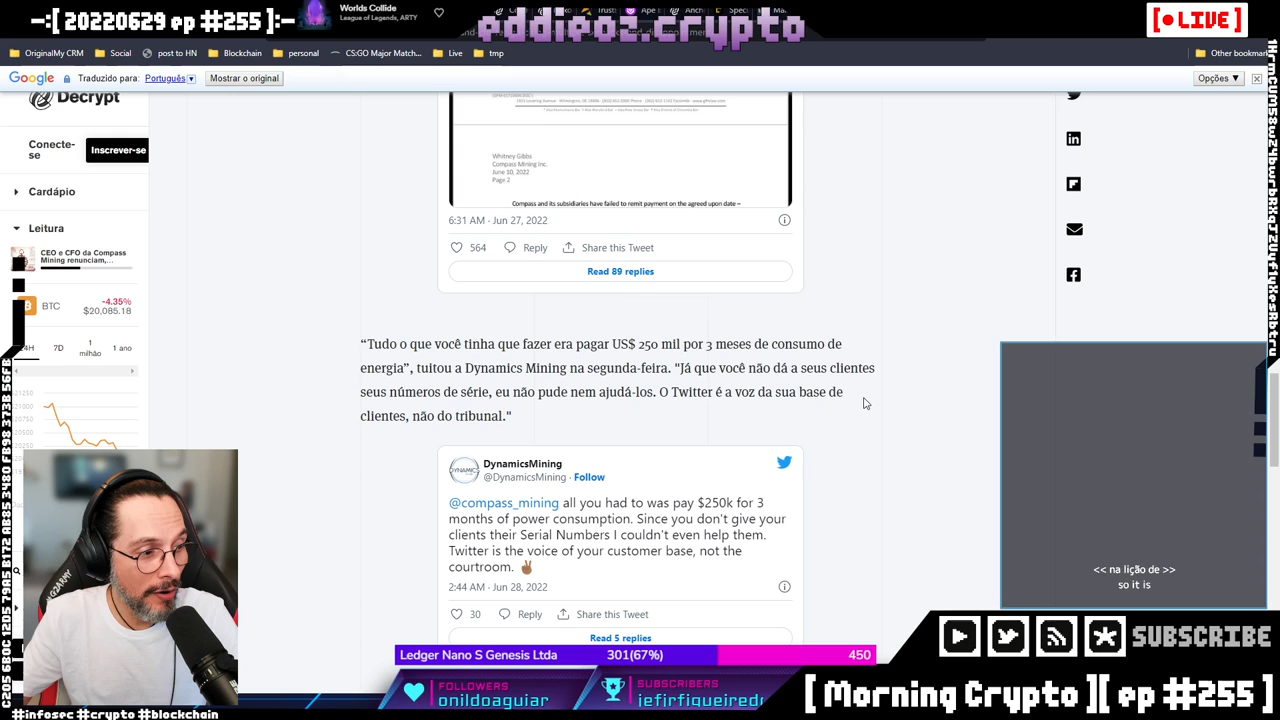 -:[ 20220629 ep #255 ]:-
Worlds Collide
League of Legends, ARTY
addison.crypto
[ ● LIVE ]
OriginalMy CRM
Social
post to HN
Blockchain
personal
CS:GO Major Match...
Live
tmp
Other bookmar
Google
Traduzido para: Português
Mostrar o original
Opções ▼
Decrypt
Conecte-
se
Inscrever-se
Cardápio
Leitura
CEO e CFO da Compass
Mining renunciam,...
BTC
-4.35%
$20,085.18
24H
7D
1
milhão
1 ano
Whitney Gibbs
Compass Mining Inc.
June 30, 2022
Page 2
Compass and its subsidiaries have failed to remit payment on the agreed upon date –
6:31 AM · Jun 27, 2022
564
Reply
Share this Tweet
Read 89 replies
“Tudo o que você tinha que fazer era pagar US$ 250 mil por 3 meses de consumo de
energia”, tuitou a Dynamics Mining na segunda-feira. "Já que você não dá a seus clientes
seus números de série, eu não pude nem ajudá-los. O Twitter é a voz da sua base de
clientes, não do tribunal."
DynamicsMining
@DynamicsMining · Follow
@compass_mining all you had to was pay $250k for 3
months of power consumption. Since you don't give your
clients their Serial Numbers I couldn't even help them.
Twitter is the voice of your customer base, not the
courtroom. ✌🏾
2:44 AM · Jun 28, 2022
30
Reply
Share this Tweet
Read 5 replies
<< na lição de >>
so it is
Ledger Nano S Genesis Ltda
301(67%)
450
FOLLOWERS
onildoaguiar
SUBSCRIBERS
jefjrfiqueired
SUBSCRIBE
[ Morning Crypto ][ ep #255 ]
#infosec #crypto #blockchain